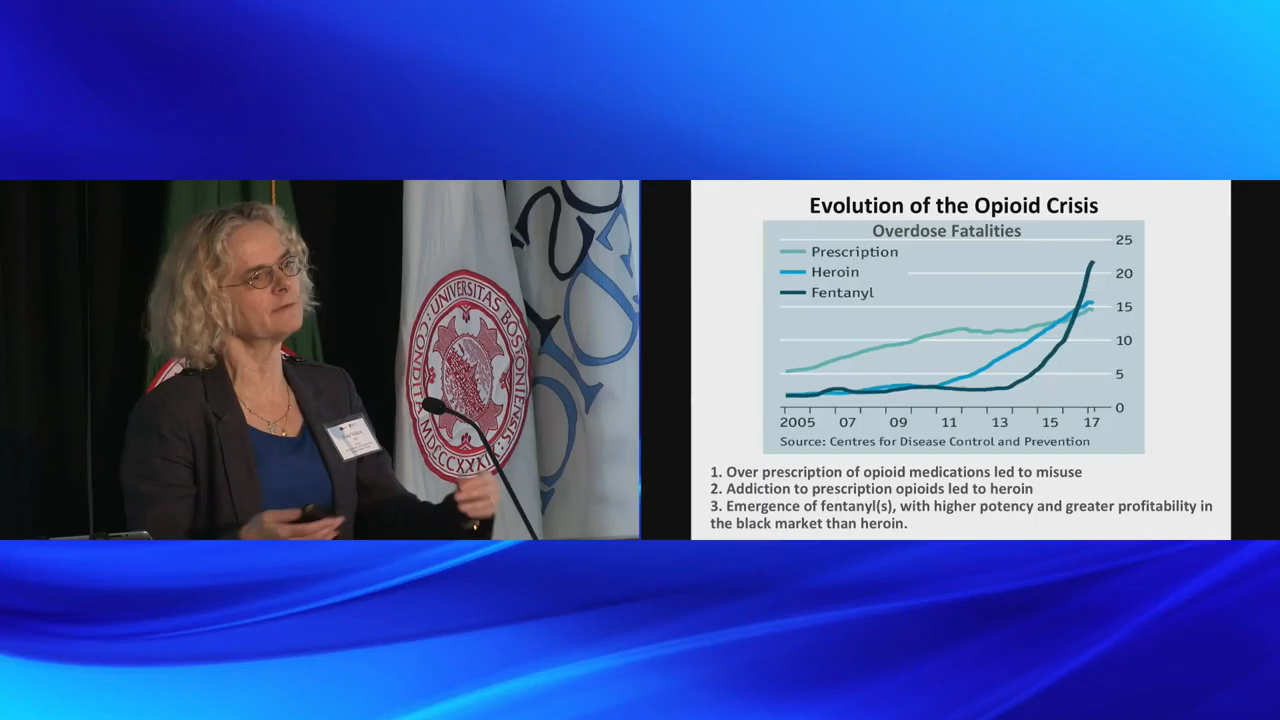 UNIVERSITAS BOSTONIENSIS
CONDITA
MDCCCXXXIX
Evolution of the Opioid Crisis
Overdose Fatalities
Prescription
Heroin
Fentanyl
25
20
15
10
5
0
2005 07 09 11 13 15 17
Source: Centres for Disease Control and Prevention
1. Over prescription of opioid medications led to misuse
2. Addiction to prescription opioids led to heroin
3. Emergence of fentanyl(s), with higher potency and greater profitability in
the black market than heroin.